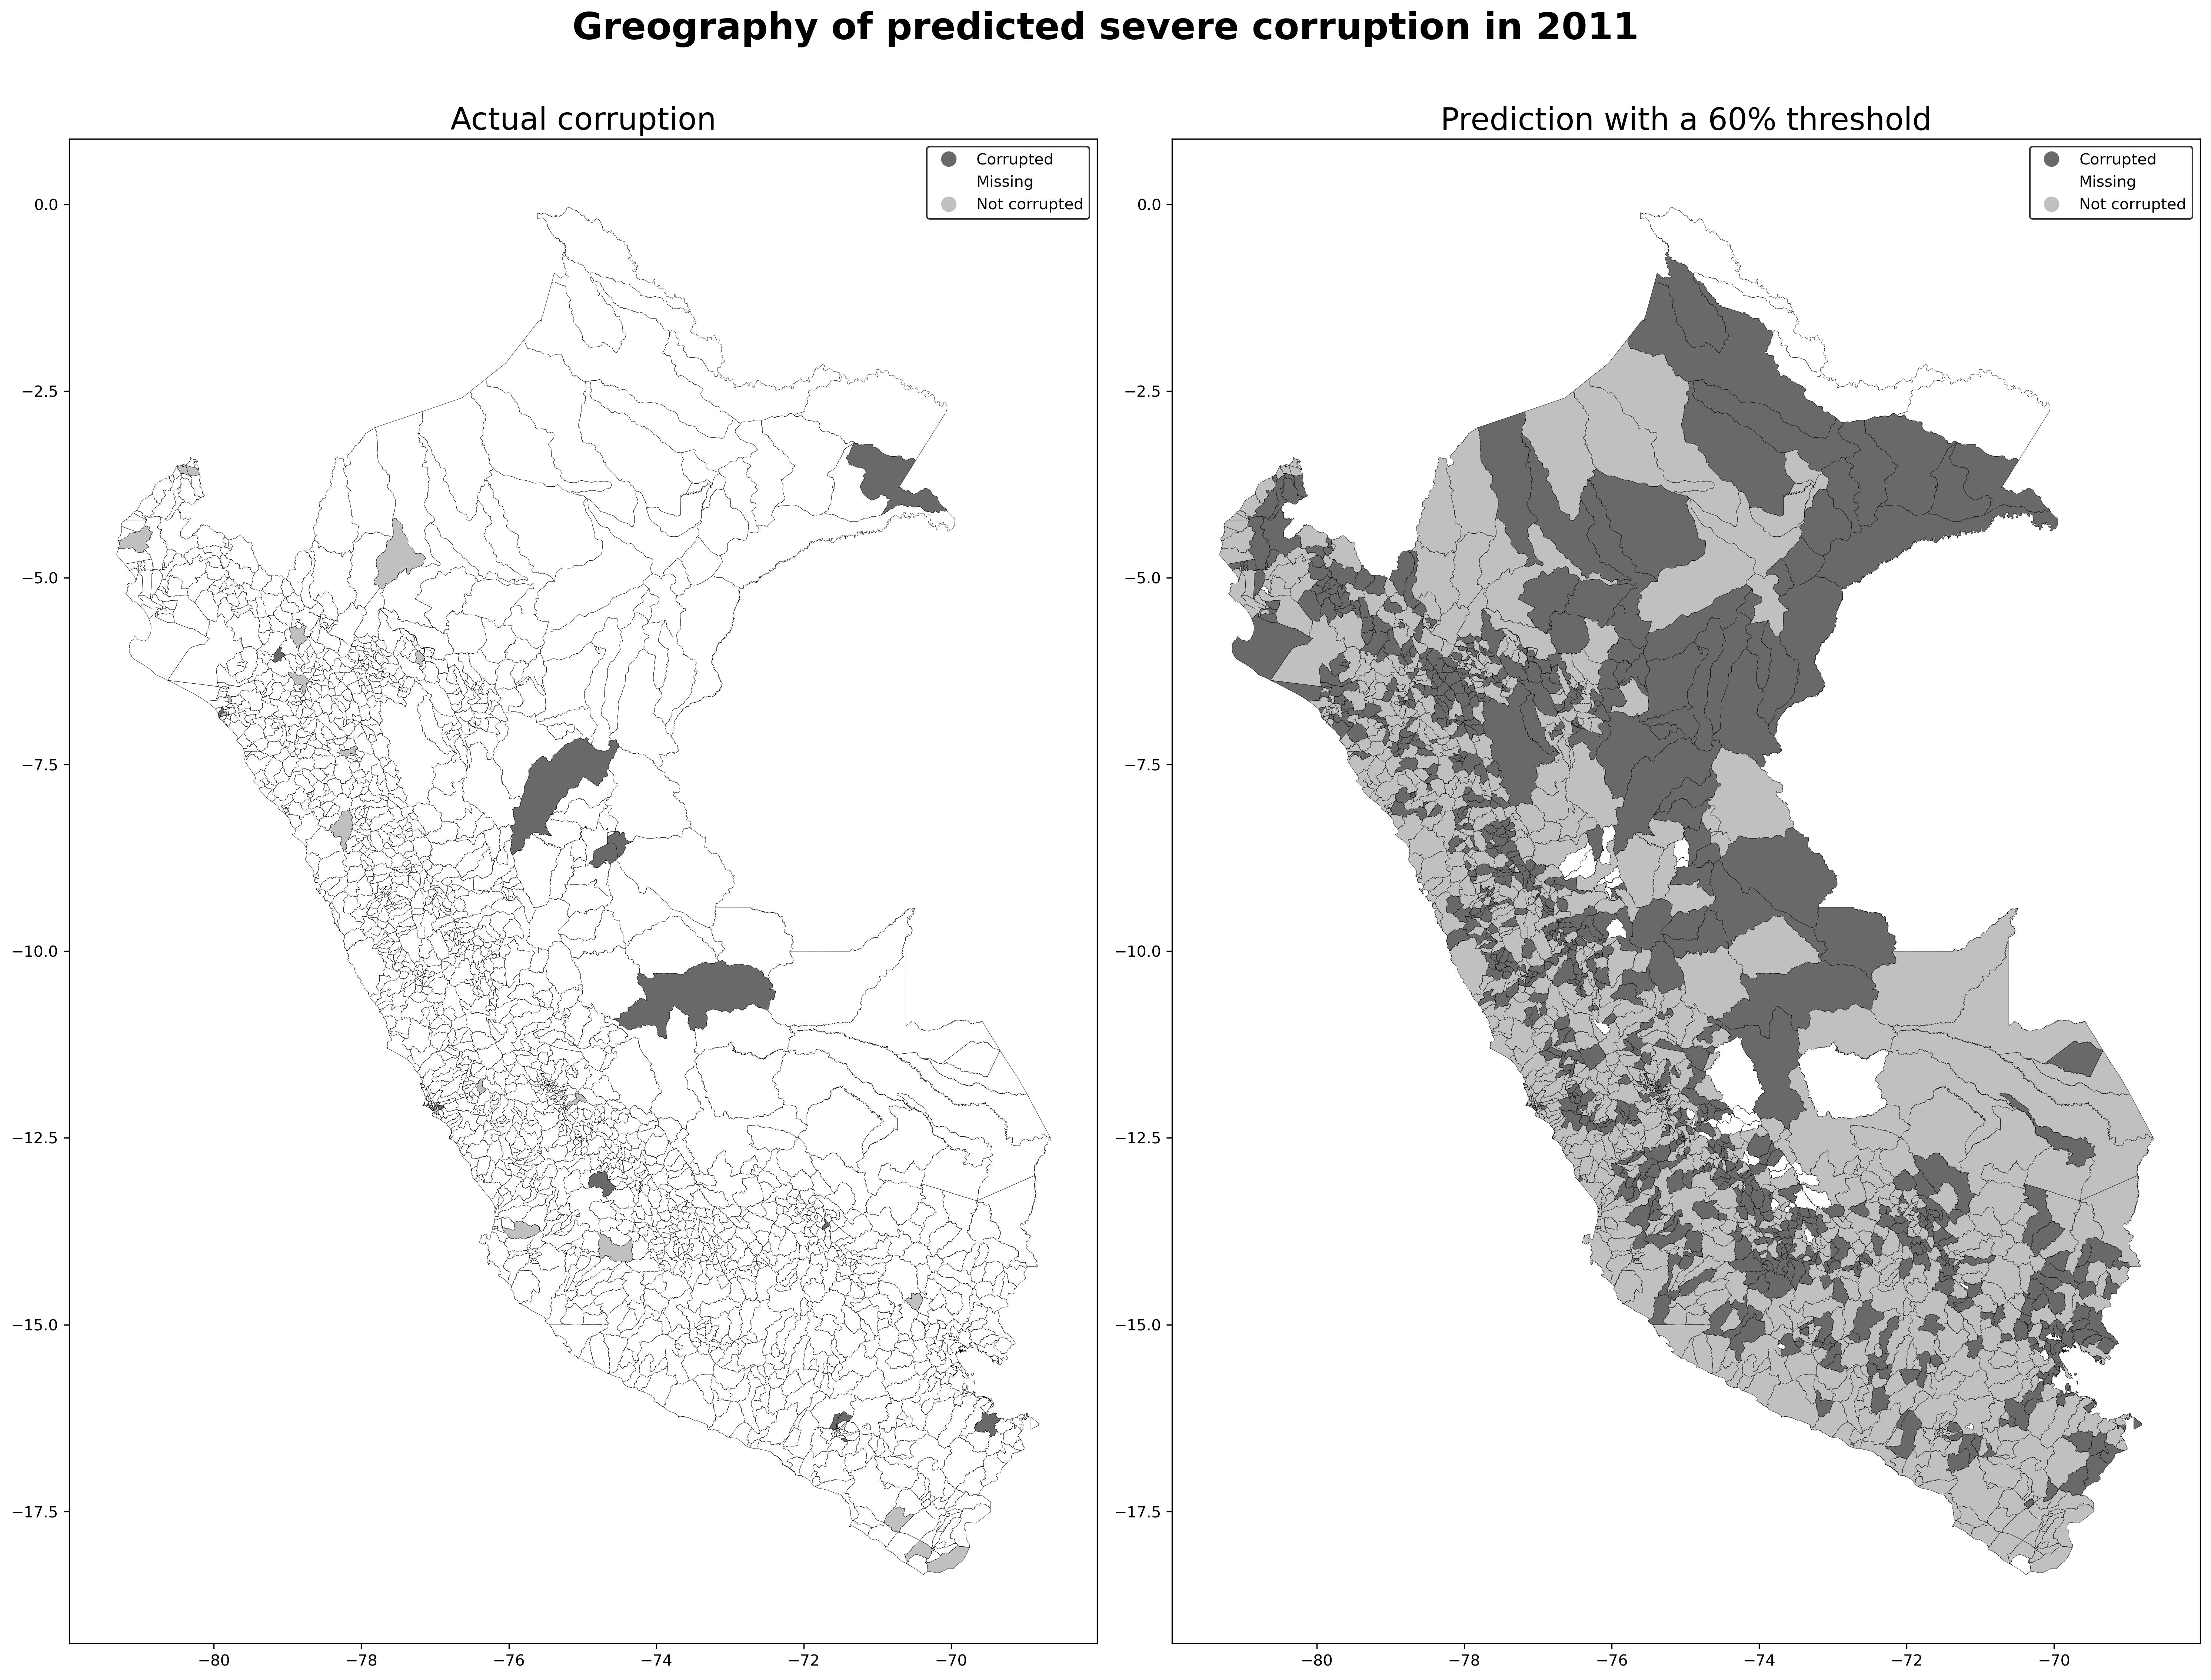 Greography of predicted severe corruption in 2011
Actual corruption
Corrupted
Missing
Not corrupted
0.0
−2.5
−5.0
−7.5
−10.0
−12.5
−15.0
−17.5
−80 −78 −76 −74 −72 −70
Prediction with a 60% threshold
Corrupted
Missing
Not corrupted
0.0
−2.5
−5.0
−7.5
−10.0
−12.5
−15.0
−17.5
−80 −78 −76 −74 −72 −70